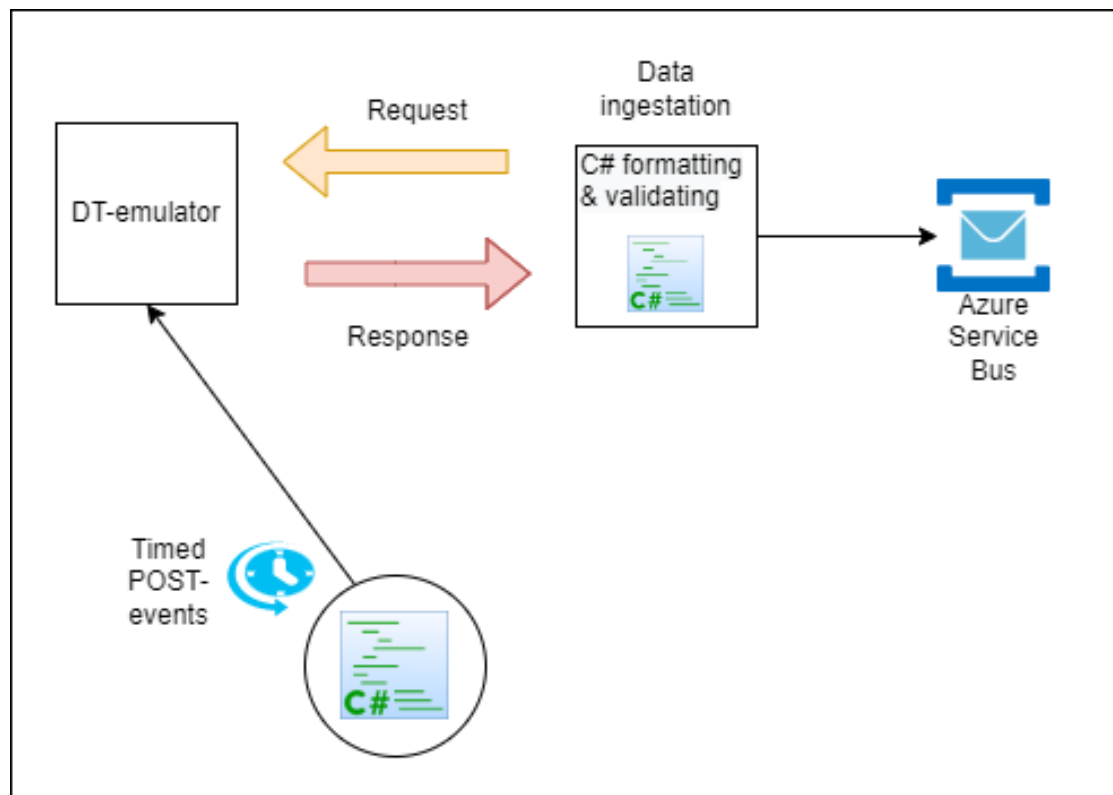 Data
ingestation
Request
C# formatting
& validating
DT-emulator
C#
Response
Azure
Service
Bus
Timed
POST-
events
C#